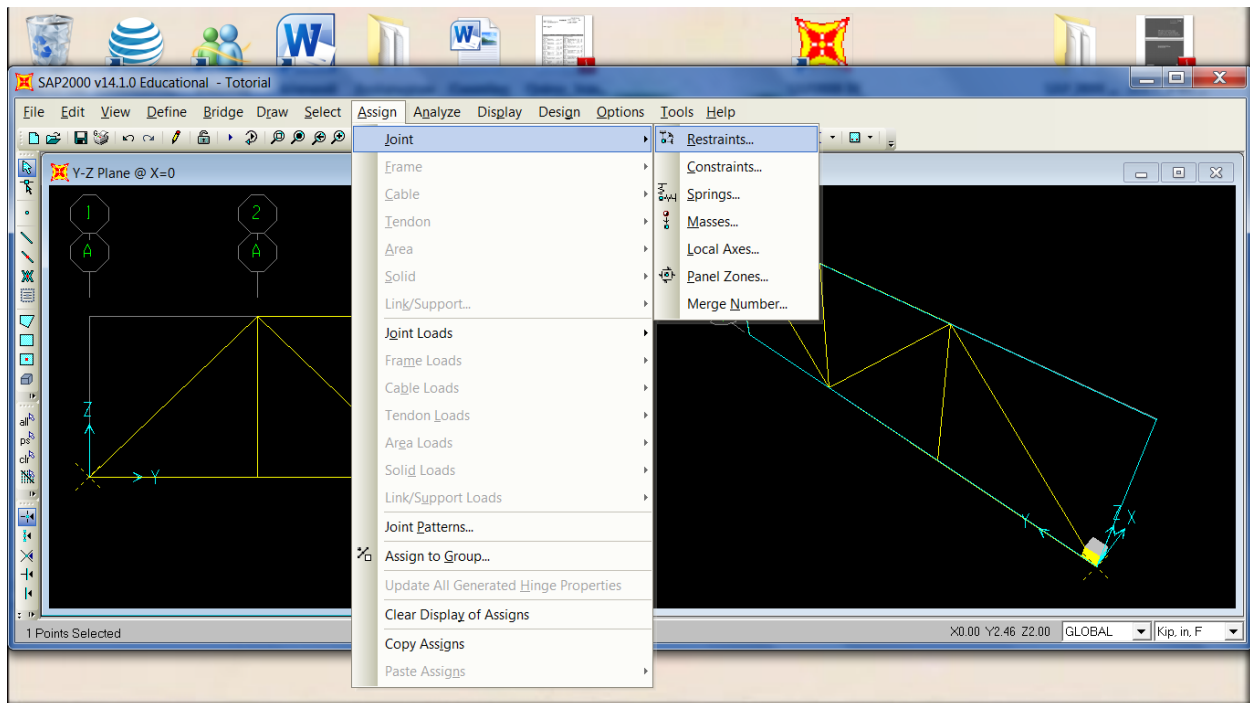 W
W
SAP2000 v14.1.0 Educational - Totorial
File Edit View Define Bridge Draw Select Assign Analyze Display Design Options Tools Help
Y-Z Plane @ X=0
1
2
A
A
Z
Y
all
ps
clr
Joint
Frame
Cable
Tendon
Area
Solid
Link/Support...
Joint Loads
Frame Loads
Cable Loads
Tendon Loads
Area Loads
Solid Loads
Link/Support Loads
Joint Patterns...
Assign to Group...
Update All Generated Hinge Properties
Clear Display of Assigns
Copy Assigns
Paste Assigns
Restraints...
Constraints...
Springs...
Masses...
Local Axes...
Panel Zones...
Merge Number...
Y
Z
X
1 Points Selected
X0.00 Y2.46 Z2.00
GLOBAL
Kip, in, F